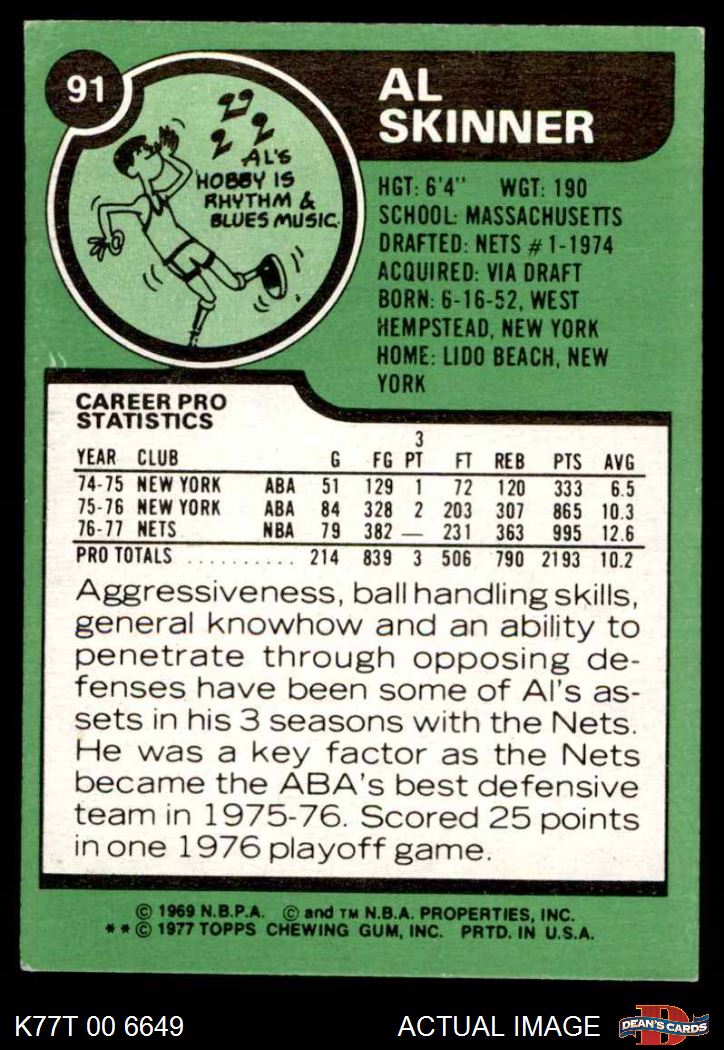 91
AL
SKINNER
AL'S
HOBBY IS
RHYTHM &
BLUES MUSIC.
HGT: 6'4" WGT: 190
SCHOOL: MASSACHUSETTS
DRAFTED: NETS #1-1974
ACQUIRED: VIA DRAFT
BORN: 6-16-52, WEST
HEMPSTEAD, NEW YORK
HOME: LIDO BEACH, NEW
YORK
CAREER PRO
STATISTICS
YEAR CLUB G FG 3 PT FT REB PTS AVG
74-75 NEW YORK ABA 51 129 1 72 120 333 6.5
75-76 NEW YORK ABA 84 328 2 203 307 865 10.3
76-77 NETS NBA 79 382 — 231 363 995 12.6
PRO TOTALS .......... 214 839 3 506 790 2193 10.2
Aggressiveness, ball handling skills,
general knowhow and an ability to
penetrate through opposing de-
fenses have been some of Al's as-
sets in his 3 seasons with the Nets.
He was a key factor as the Nets
became the ABA's best defensive
team in 1975-76. Scored 25 points
in one 1976 playoff game.
© 1969 N.B.P.A. © and TM N.B.A. PROPERTIES, INC.
**© 1977 TOPPS CHEWING GUM, INC. PRTD. IN U.S.A.
K77T 00 6649 ACTUAL IMAGE D DEAN'S CARDS